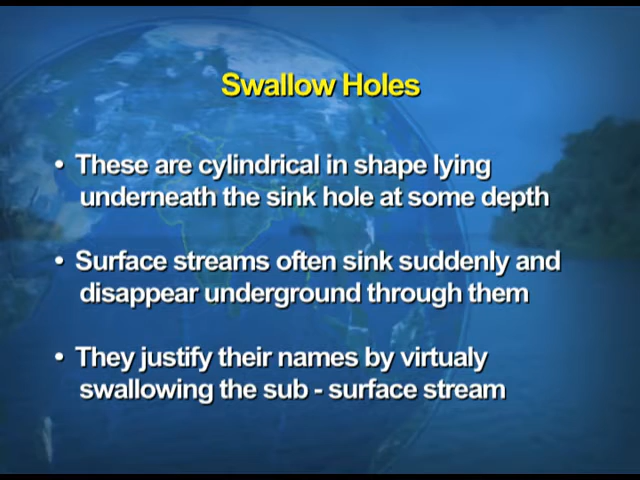 Swallow Holes
• These are cylindrical in shape lying
underneath the sink hole at some depth
• Surface streams often sink suddenly and
disappear underground through them
• They justify their names by virtualy
swallowing the sub - surface stream